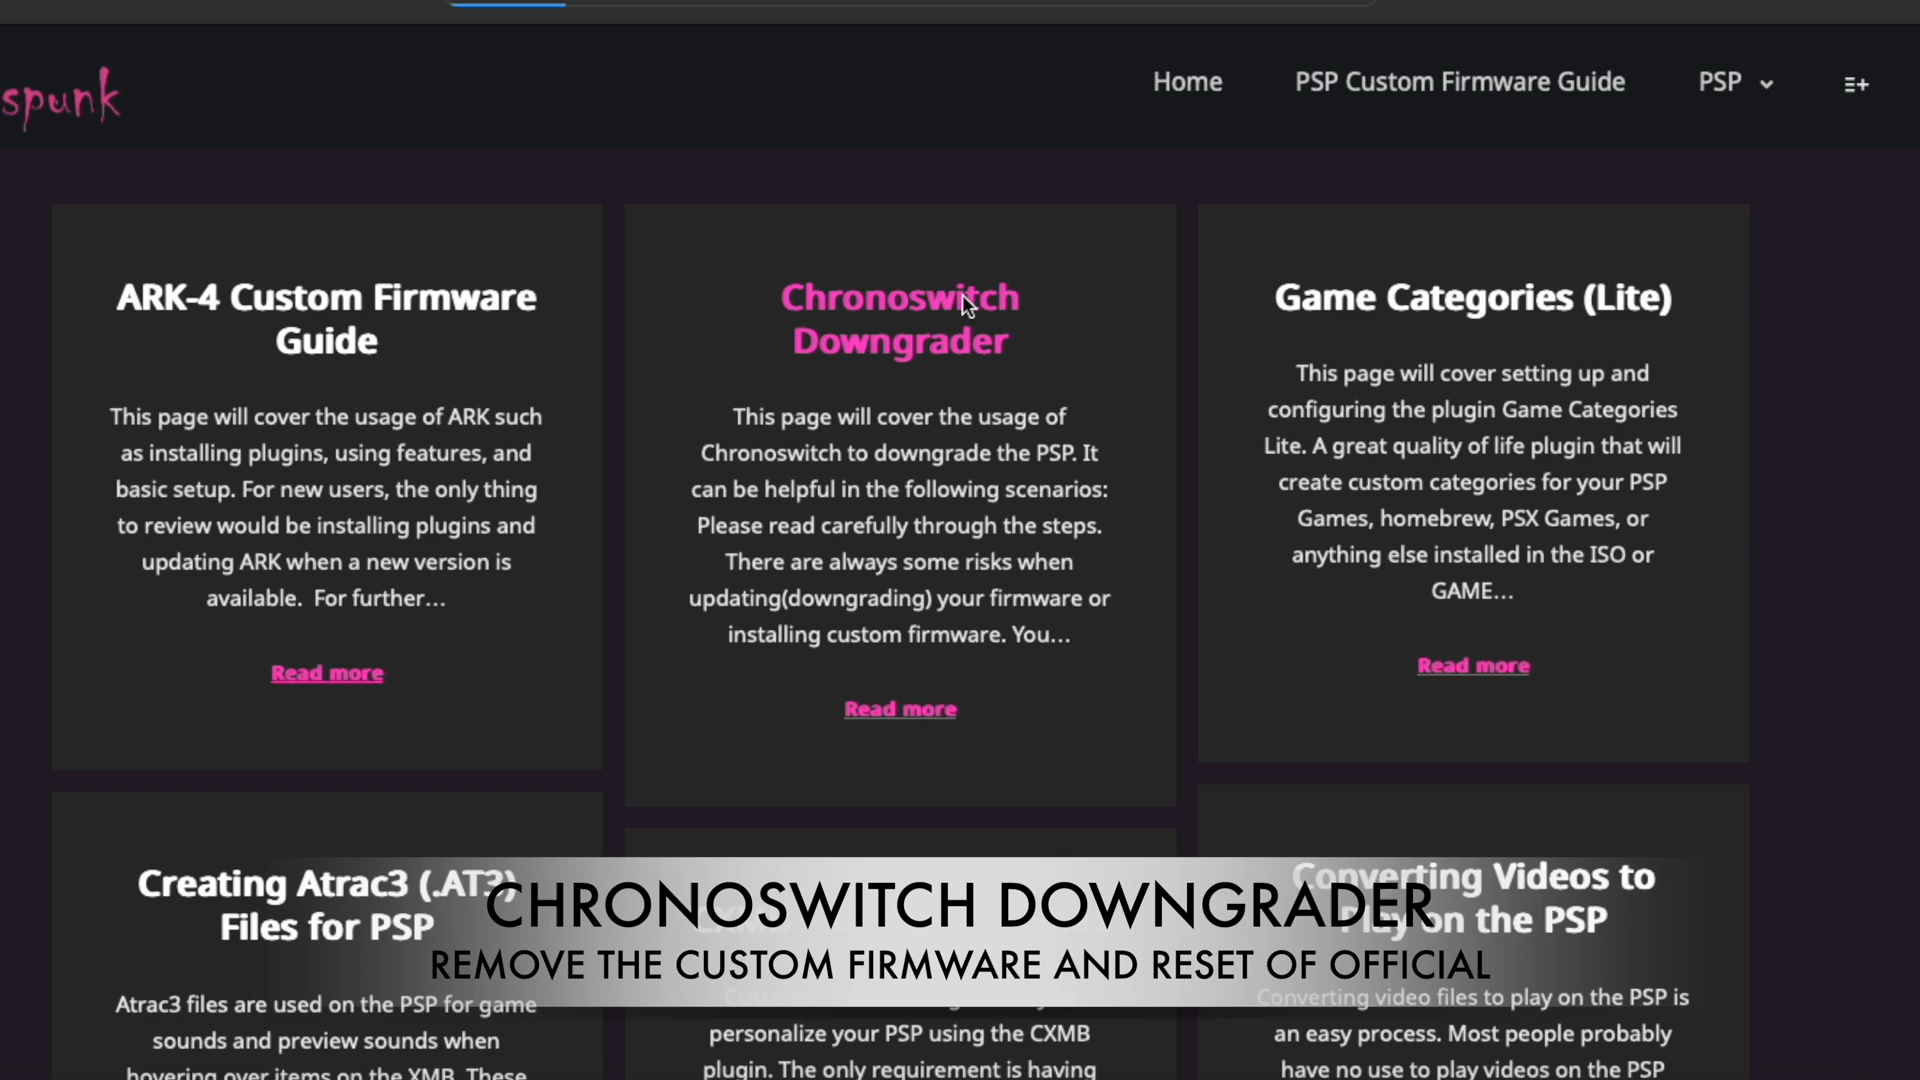 spunk
Home
PSP Custom Firmware Guide
PSP
ARK-4 Custom Firmware
Guide
This page will cover the usage of ARK such
as installing plugins, using features, and
basic setup. For new users, the only thing
to review would be installing plugins and
updating ARK when a new version is
available. For further...
Read more
Chronoswitch
Downgrader
This page will cover the usage of
Chronoswitch to downgrade the PSP. It
can be helpful in the following scenarios:
Please read carefully through the steps.
There are always some risks when
updating(downgrading) your firmware or
installing custom firmware. You...
Read more
Game Categories (Lite)
This page will cover setting up and
configuring the plugin Game Categories
Lite. A great quality of life plugin that will
create custom categories for your PSP
Games, homebrew, PSX Games, or
anything else installed in the ISO or
GAME...
Read more
Creating Atrac3 (.AT3)
Files for PSP
Atrac3 files are used on the PSP for game
sounds and preview sounds when
hovering over items on the XMB. These
personalize your PSP using the CXMB
plugin. The only requirement is having
Converting Videos to
Play on the PSP
Converting video files to play on the PSP is
an easy process. Most people probably
have no use to play videos on the PSP
CHRONOSWITCH DOWNGRADER
REMOVE THE CUSTOM FIRMWARE AND RESET OF OFFICIAL